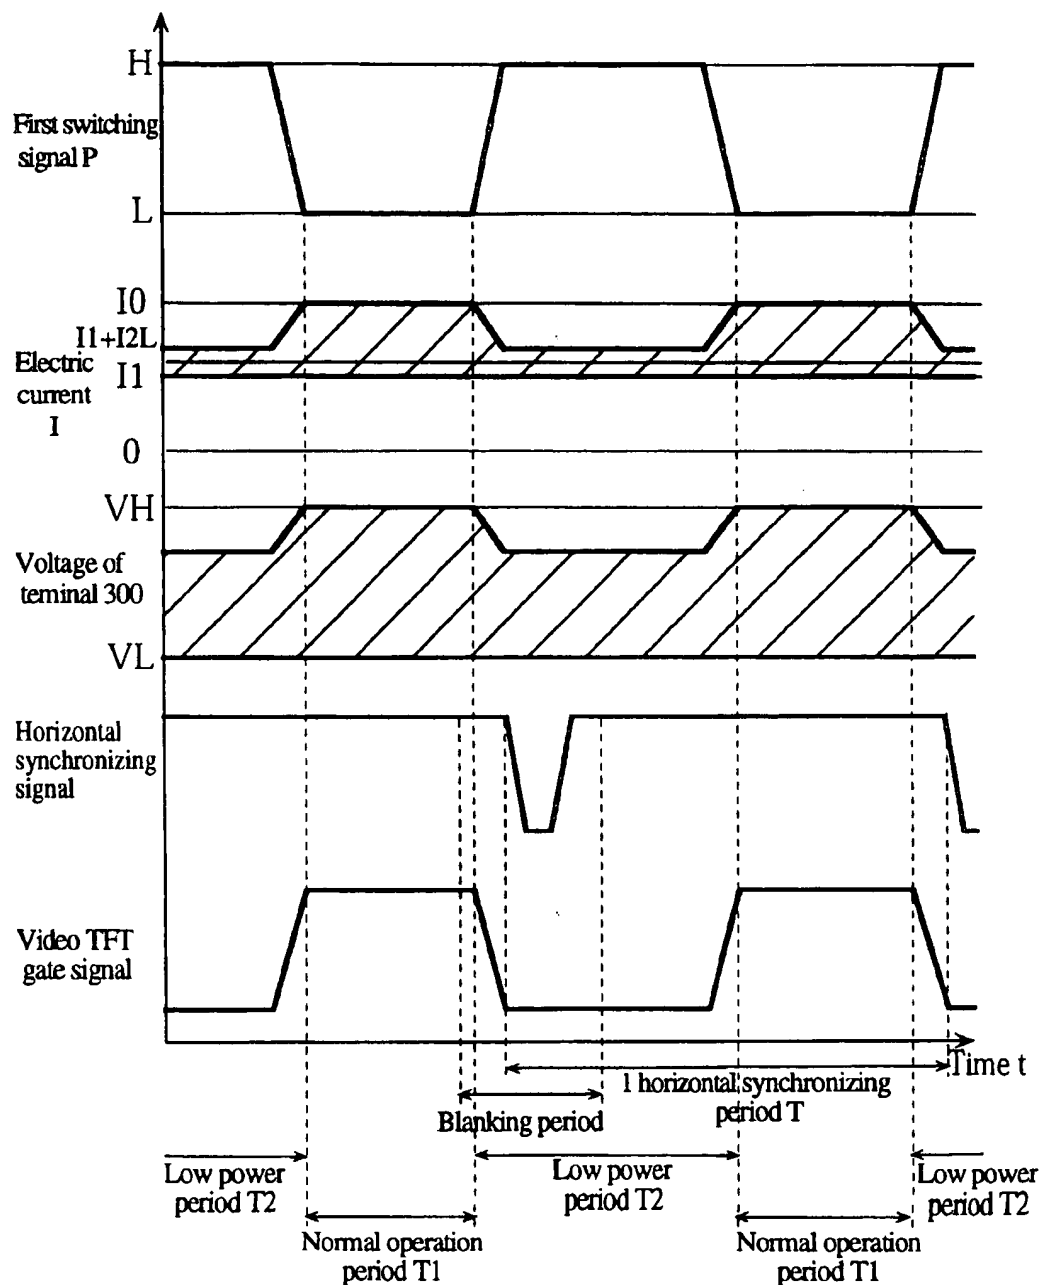 H
First switching
signal P
L
I0
I1+I2L
Electric
current
I1
I
0
VH
Voltage of
teminal 300
VL
Horizontal
synchronizing
signal
Video TFT
gate signal
Time t
1 horizontal synchronizing
period T
Blanking period
Low power
period T2
Low power
period T2
Low power
period T2
Normal operation
period T1
Normal operation
period T1